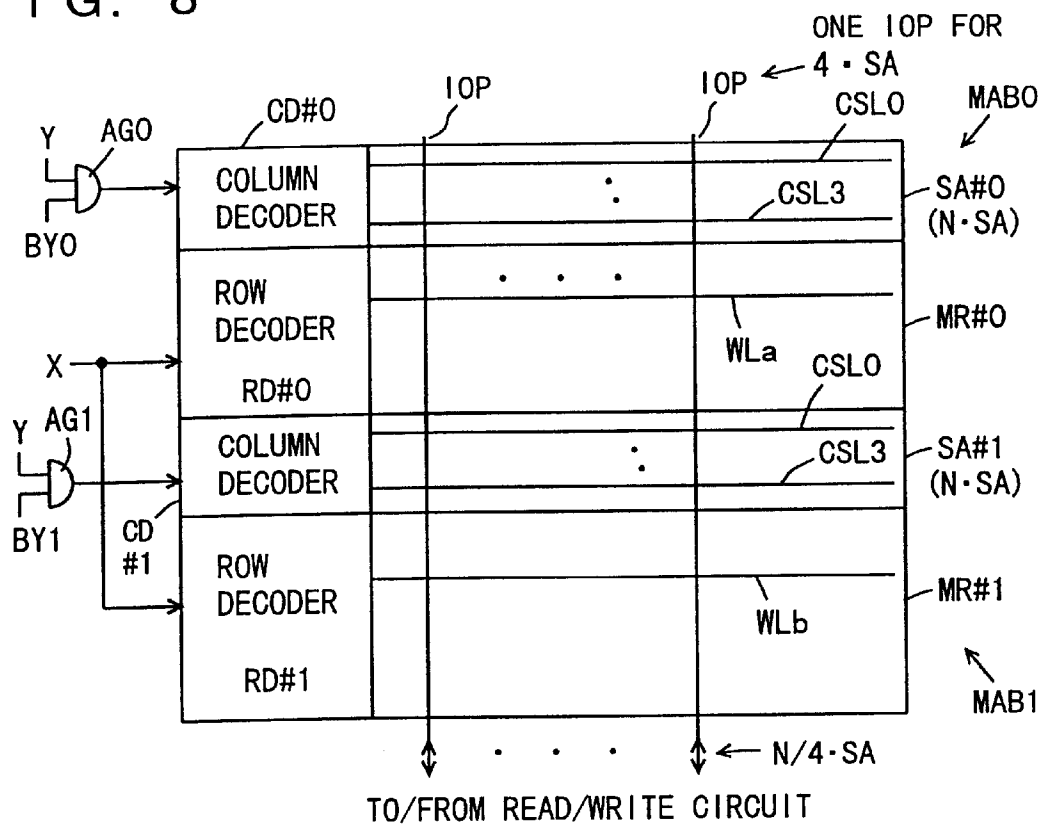 FG. 8
ONE IOP FOR
4・SA
IOP
IOP
CSL0
MAB0
CD#0
Y
AG0
BY0
COLUMN
DECODER
CSL3
SA#0
(N・SA)
ROW
DECODER
RD#0
WLa
MR#0
X
CSL0
Y
AG1
BY1
COLUMN
DECODER
CSL3
SA#1
(N・SA)
CD
#1
ROW
DECODER
RD#1
WLb
MR#1
MAB1
N/4・SA
TO/FROM READ/WRITE CIRCUIT